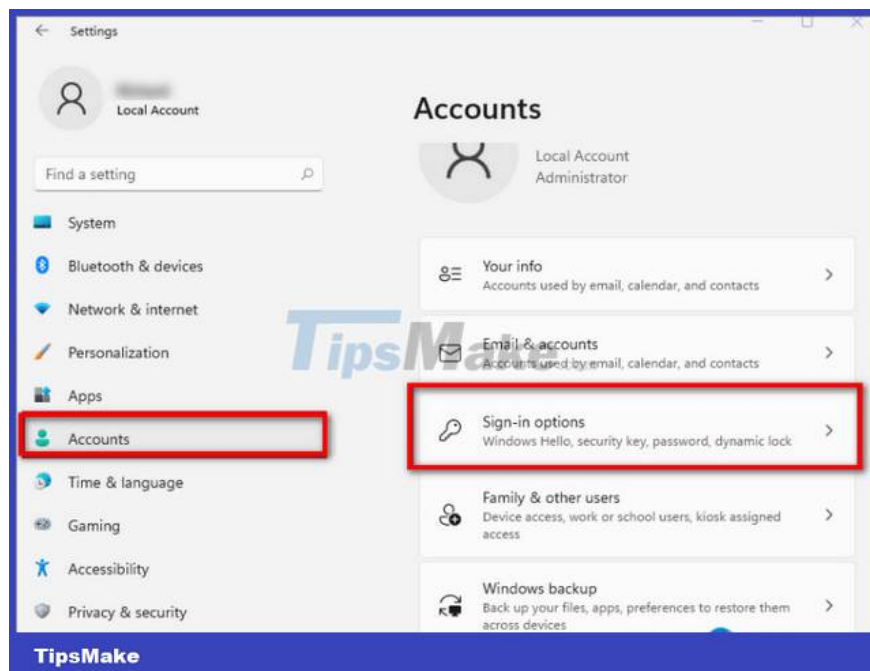 Settings
Local Account
Find a setting
System
Bluetooth & devices
Network & internet
Personalization
Apps
Accounts
Time & language
Gaming
Accessibility
Privacy & security
Accounts
Local Account
Administrator
Your info
Accounts used by email, calendar, and contacts
Email & accounts
Accounts used by email, calendar, and contacts
Sign-in options
Windows Hello, security key, password, dynamic lock
Family & other users
Device access, work or school users, kiosk assigned
access
Windows backup
Back up your files, apps, preferences to restore them
across devices
TipsMake
TipsMake